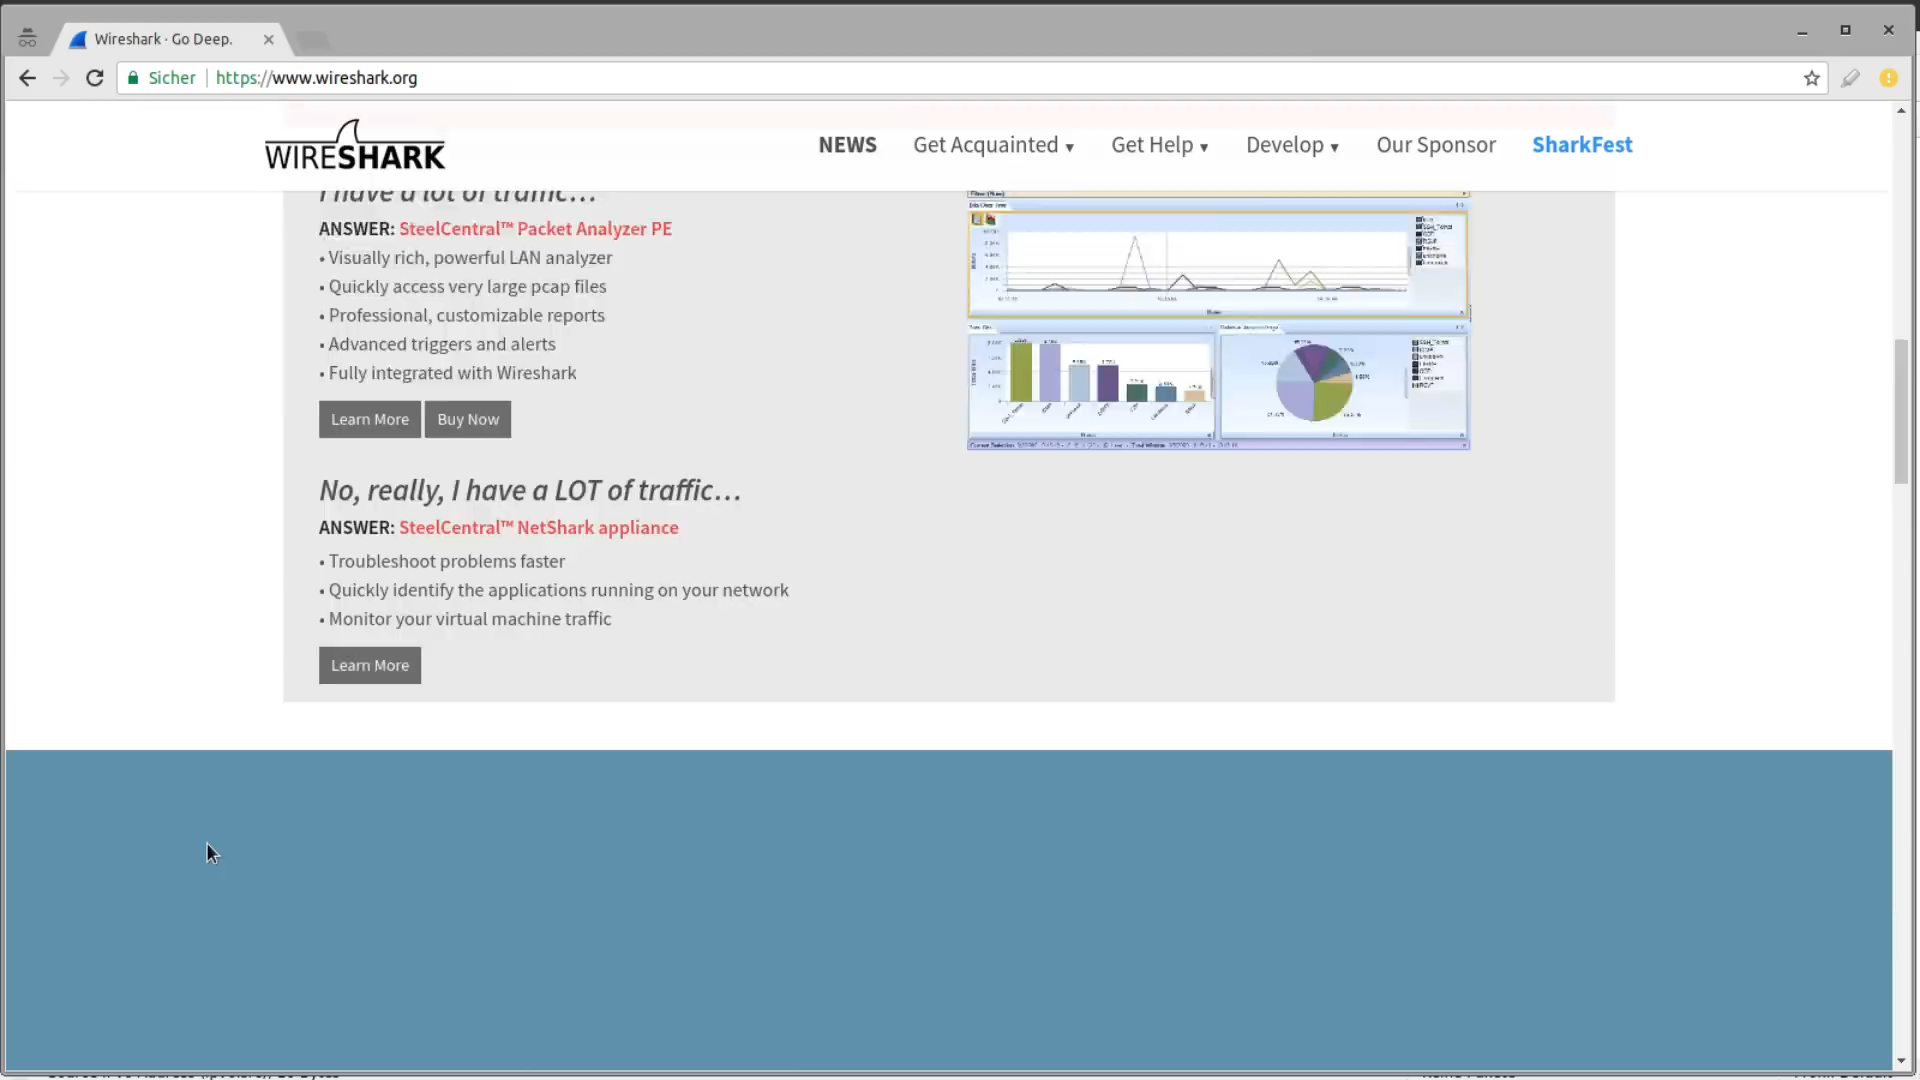 Wireshark · Go Deep.
Sicher https://www.wireshark.org
WIRESHARK
NEWS Get Acquainted Get Help Develop Our Sponsor SharkFest
I have a lot of traffic…
ANSWER: SteelCentral™ Packet Analyzer PE
• Visually rich, powerful LAN analyzer
• Quickly access very large pcap files
• Professional, customizable reports
• Advanced triggers and alerts
• Fully integrated with Wireshark
Learn More Buy Now
No, really, I have a LOT of traffic…
ANSWER: SteelCentral™ NetShark appliance
• Troubleshoot problems faster
• Quickly identify the applications running on your network
• Monitor your virtual machine traffic
Learn More